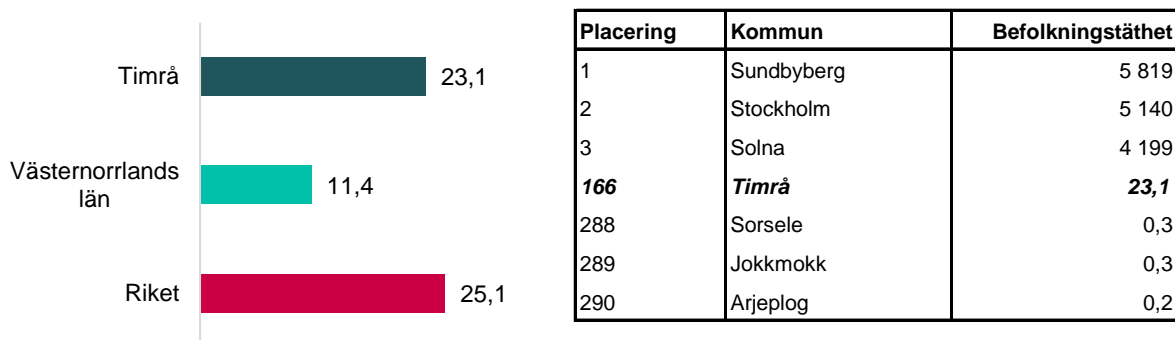 Timrå
23,1
Västernorrlands
län
11,4
Riket
25,1
Placering Kommun Befolkningstäthet
1 Sundbyberg 5 819
2 Stockholm 5 140
3 Solna 4 199
166 Timrå 23,1
288 Sorsele 0,3
289 Jokkmokk 0,3
290 Arjeplog 0,2